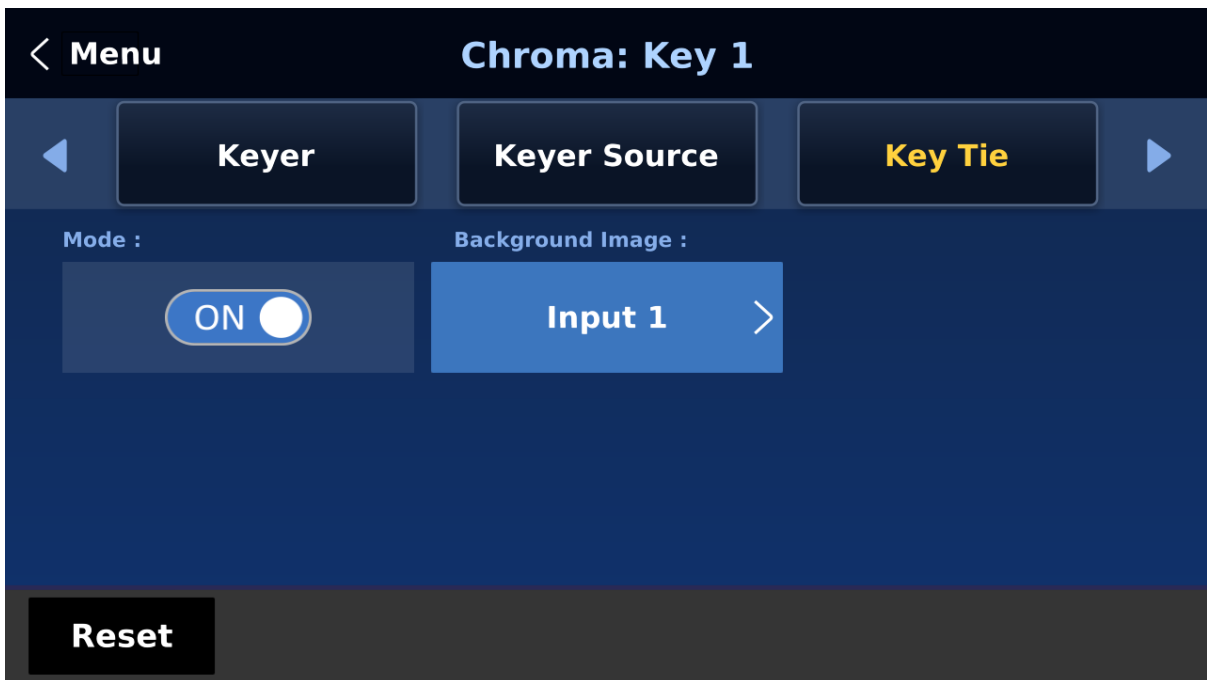 Menu
Chroma: Key 1
Keyer
Keyer Source
Key Tie
Mode :
Background Image :
ON
Input 1
Reset